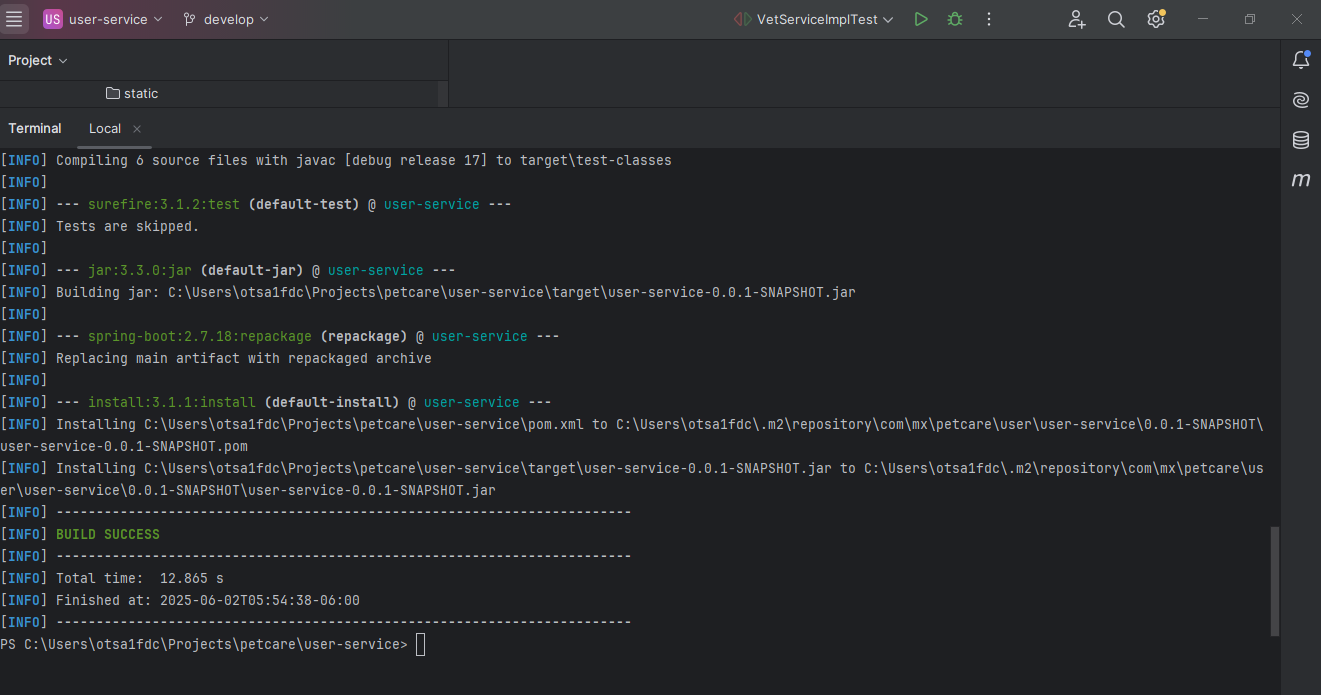 US user-service develop VetServiceImplTest
Project
static
Terminal Local
[INFO] Compiling 6 source files with javac [debug release 17] to target\test-classes
[INFO]
[INFO] --- surefire:3.1.2:test (default-test) @ user-service ---
[INFO] Tests are skipped.
[INFO]
[INFO] --- jar:3.3.0:jar (default-jar) @ user-service ---
[INFO] Building jar: C:\Users\otsa1fdc\Projects\petcare\user-service\target\user-service-0.0.1-SNAPSHOT.jar
[INFO]
[INFO] --- spring-boot:2.7.18:repackage (repackage) @ user-service ---
[INFO] Replacing main artifact with repackaged archive
[INFO]
[INFO] --- install:3.1.1:install (default-install) @ user-service ---
[INFO] Installing C:\Users\otsa1fdc\Projects\petcare\user-service\pom.xml to C:\Users\otsa1fdc\.m2\repository\com\mx\petcare\user\user-service\0.0.1-SNAPSHOT\
user-service-0.0.1-SNAPSHOT.pom
[INFO] Installing C:\Users\otsa1fdc\Projects\petcare\user-service\target\user-service-0.0.1-SNAPSHOT.jar to C:\Users\otsa1fdc\.m2\repository\com\mx\petcare\us
er\user-service\0.0.1-SNAPSHOT\user-service-0.0.1-SNAPSHOT.jar
[INFO] ------------------------------------------------------------------------
[INFO] BUILD SUCCESS
[INFO] ------------------------------------------------------------------------
[INFO] Total time:  12.865 s
[INFO] Finished at: 2025-06-02T05:54:38-06:00
[INFO] ------------------------------------------------------------------------
PS C:\Users\otsa1fdc\Projects\petcare\user-service>
m